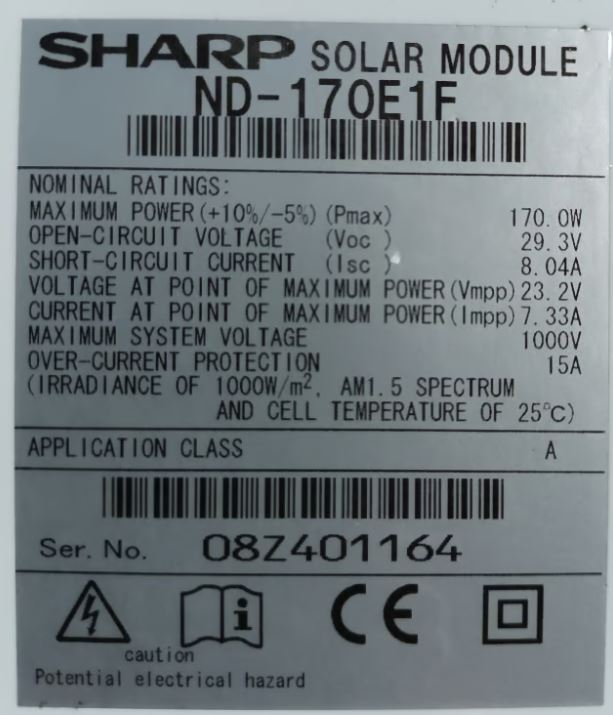 SHARP SOLAR MODULE
ND-170E1F
NOMINAL RATINGS:
MAXIMUM POWER(+10%/-5%)(Pmax) 170.0W
OPEN-CIRCUIT VOLTAGE (Voc ) 29.3V
SHORT-CIRCUIT CURRENT (Isc ) 8.04A
VOLTAGE AT POINT OF MAXIMUM POWER(Vmpp) 23.2V
CURRENT AT POINT OF MAXIMUM POWER(Impp) 7.33A
MAXIMUM SYSTEM VOLTAGE 1000V
OVER-CURRENT PROTECTION 15A
(IRRADIANCE OF 1000W/m², AM1.5 SPECTRUM
AND CELL TEMPERATURE OF 25°C)
APPLICATION CLASS A
Ser. No. 08Z401164
i CE
caution
Potential electrical hazard